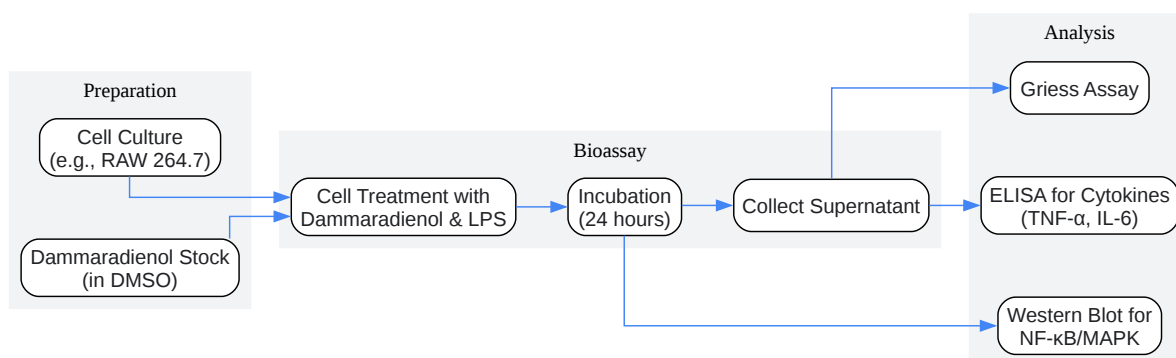 Preparation
Cell Culture
(e.g., RAW 264.7)
Dammaradienol Stock
(in DMSO)
Bioassay
Cell Treatment with
Dammaradienol & LPS
Incubation
(24 hours)
Collect Supernatant
Analysis
Griess Assay
ELISA for Cytokines
(TNF-α, IL-6)
Western Blot for
NF-κB/MAPK